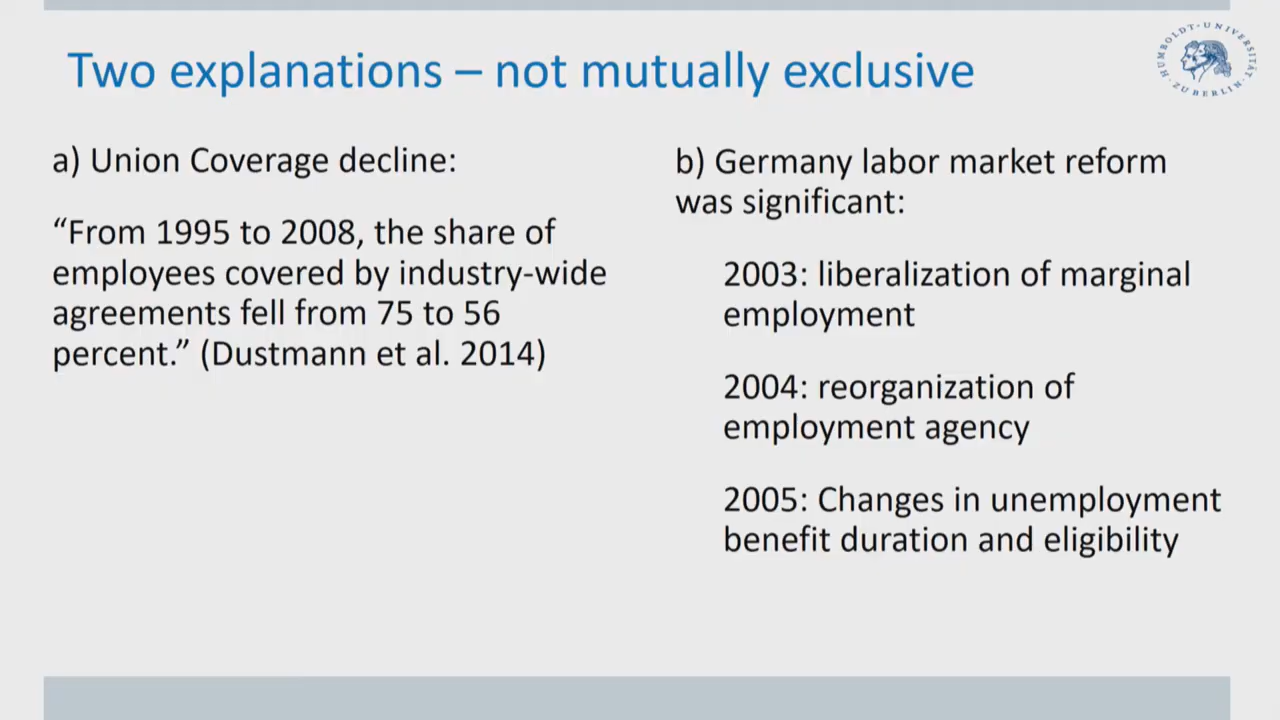 Two explanations – not mutually exclusive
HUMBOLDT-UNIVERSITÄT ZU BERLIN
a) Union Coverage decline:
“From 1995 to 2008, the share of
employees covered by industry-wide
agreements fell from 75 to 56
percent.” (Dustmann et al. 2014)
b) Germany labor market reform
was significant:
2003: liberalization of marginal
employment
2004: reorganization of
employment agency
2005: Changes in unemployment
benefit duration and eligibility